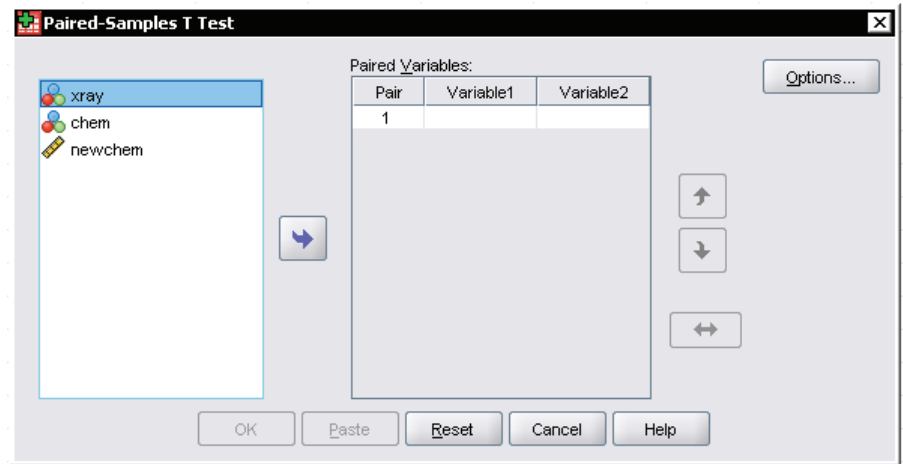 Paired-Samples T Test
Paired Variables:
Options...
xray
chem
newchem
Pair Variable1 Variable2
1
OK Paste Reset Cancel Help